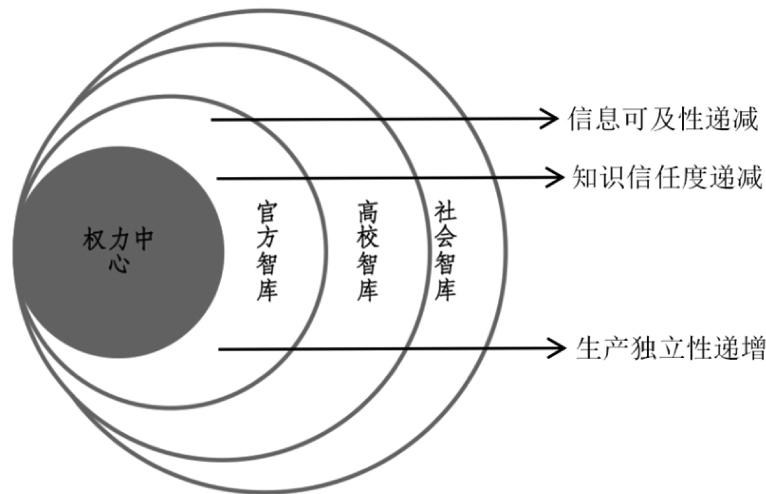 信息可及性递减
知识信任度递减
权力中
心
官方智库
高校智库
社会智库
生产独立性递增